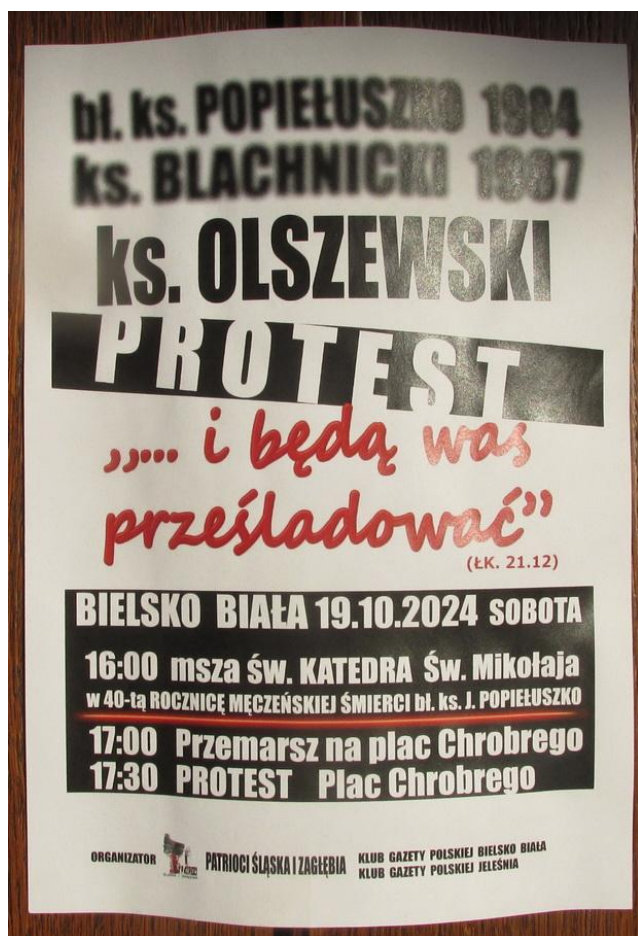 bł. ks. POPIEŁUSZKO 1984
ks. BLACHNICKI 1987
ks. OLSZEWSKI
PROTEST
„... i będą was
prześladować”
(ŁK. 21.12)
BIELSKO BIAŁA 19.10.2024 SOBOTA
16:00 msza św. KATEDRA Św. Mikołaja
w 40-tą ROCZNICĘ MĘCZEŃSKIEJ ŚMIERCI bł. ks. J. POPIEŁUSZKO
17:00 Przemarsz na plac Chrobrego
17:30 PROTEST Plac Chrobrego
ORGANIZATOR PATRIOCI ŚLĄSKA I ZAGŁĘBIA
KLUB GAZETY POLSKIEJ BIELSKO BIAŁA
KLUB GAZETY POLSKIEJ JELEŚNIA